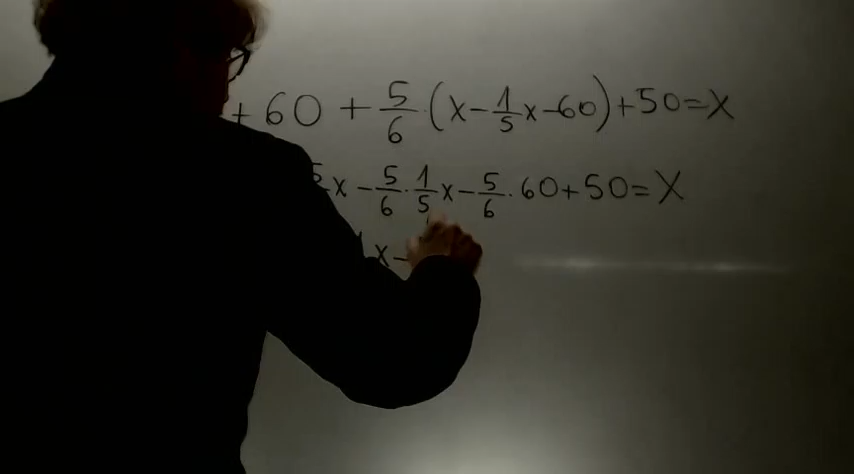 + 60 + 5/6 · (x - 1/5 x - 60) + 50 = x
x - 5/6 · 1/5 x - 5/6 · 60 + 50 = x
x -